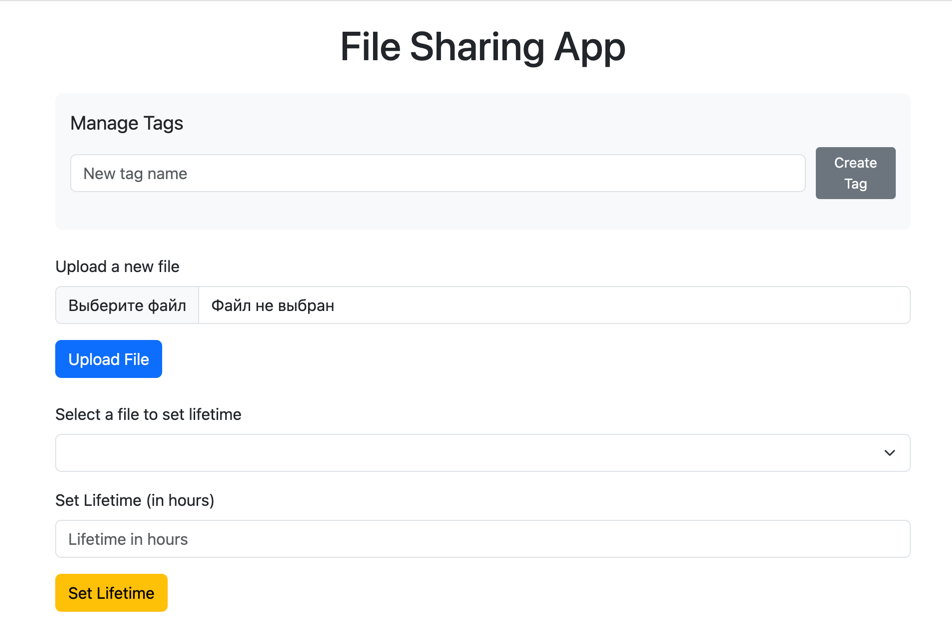 File Sharing App
Manage Tags
New tag name
Create
Tag
Upload a new file
Выберите файл Файл не выбран
Upload File
Select a file to set lifetime
Set Lifetime (in hours)
Lifetime in hours
Set Lifetime